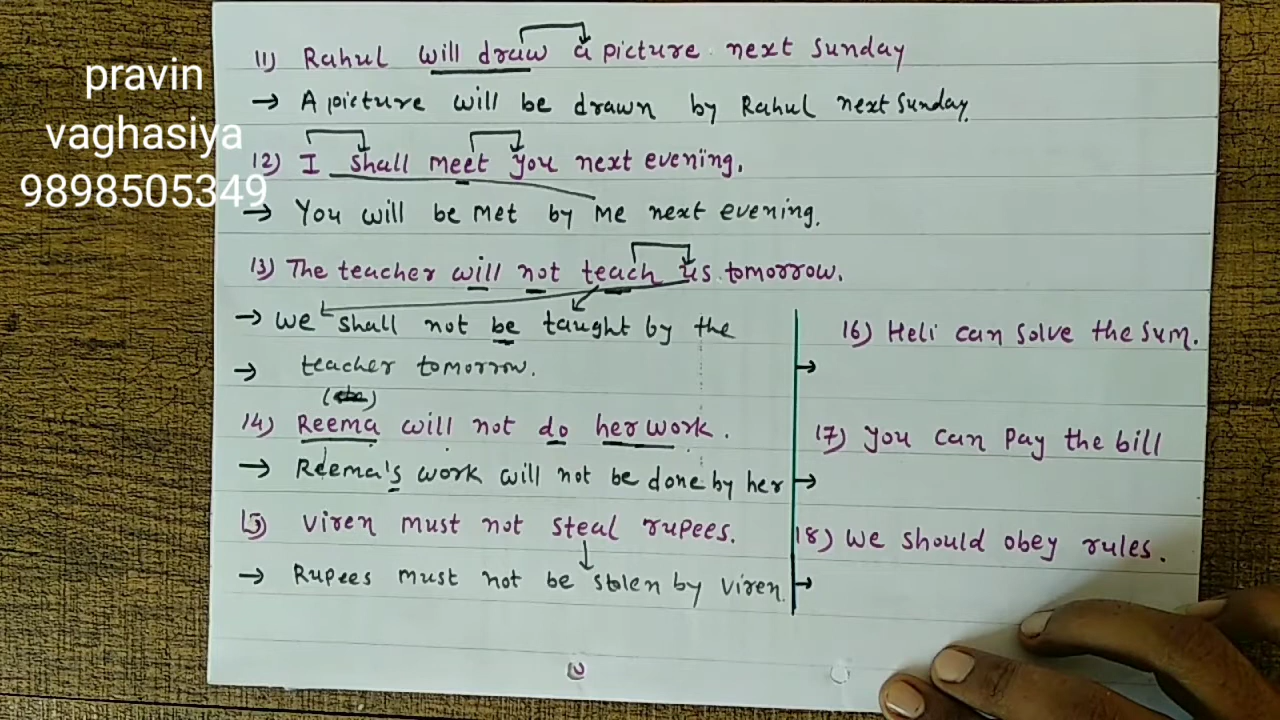 pravin
vaghasiya
9898505349
11) Rahul will draw a picture next Sunday
→ A picture will be drawn by Rahul next Sunday.
12) I shall meet you next evening.
→ You will be met by me next evening.
13) The teacher will not teach us tomorrow.
→ We shall not be taught by the
→ teacher tomorrow.
14) Reema will not do her work.
→ Reema's work will not be done by her
15) Viren must not steal rupees.
→ Rupees must not be stolen by Viren.
16) Heli can solve the sum.
→
17) You can pay the bill
→
18) We should obey rules.
→